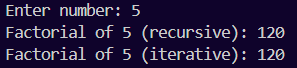 Enter number: 5
Factorial of 5 (recursive): 120
Factorial of 5 (iterative): 120